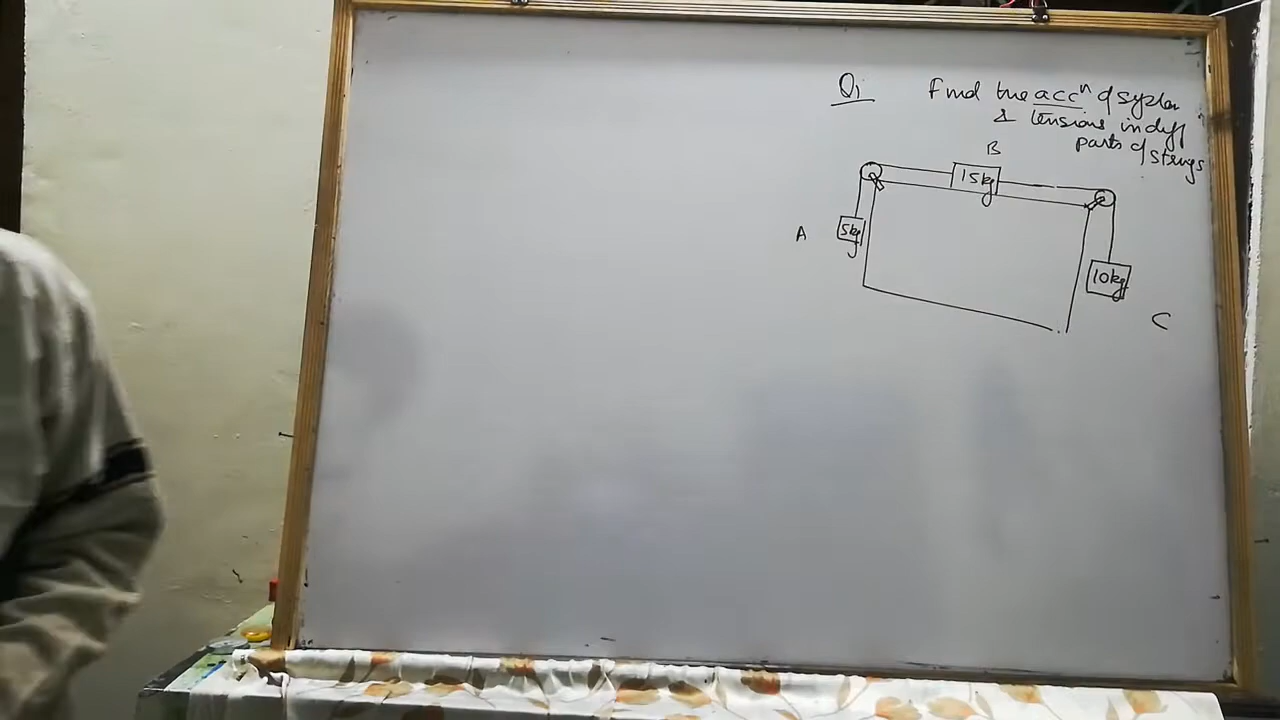 Q1 Find the accⁿ of system
& tensions in diff
parts of strings
B
15kg
A
5kg
10kg
C